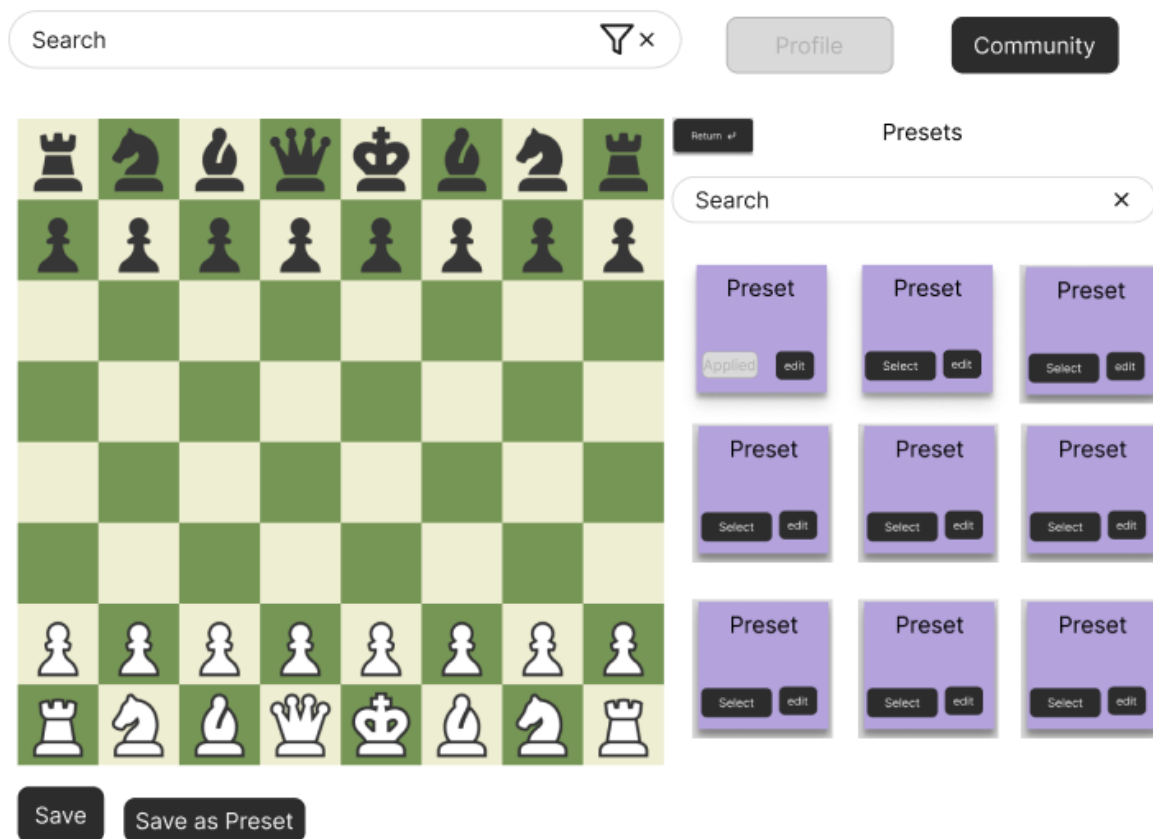 Search ×
Profile
Community
Return ↵
Presets
Search ×
Preset
Applied edit
Preset
Select edit
Preset
Select edit
Preset
Select edit
Preset
Select edit
Preset
Select edit
Preset
Select edit
Preset
Select edit
Preset
Select edit
Save
Save as Preset